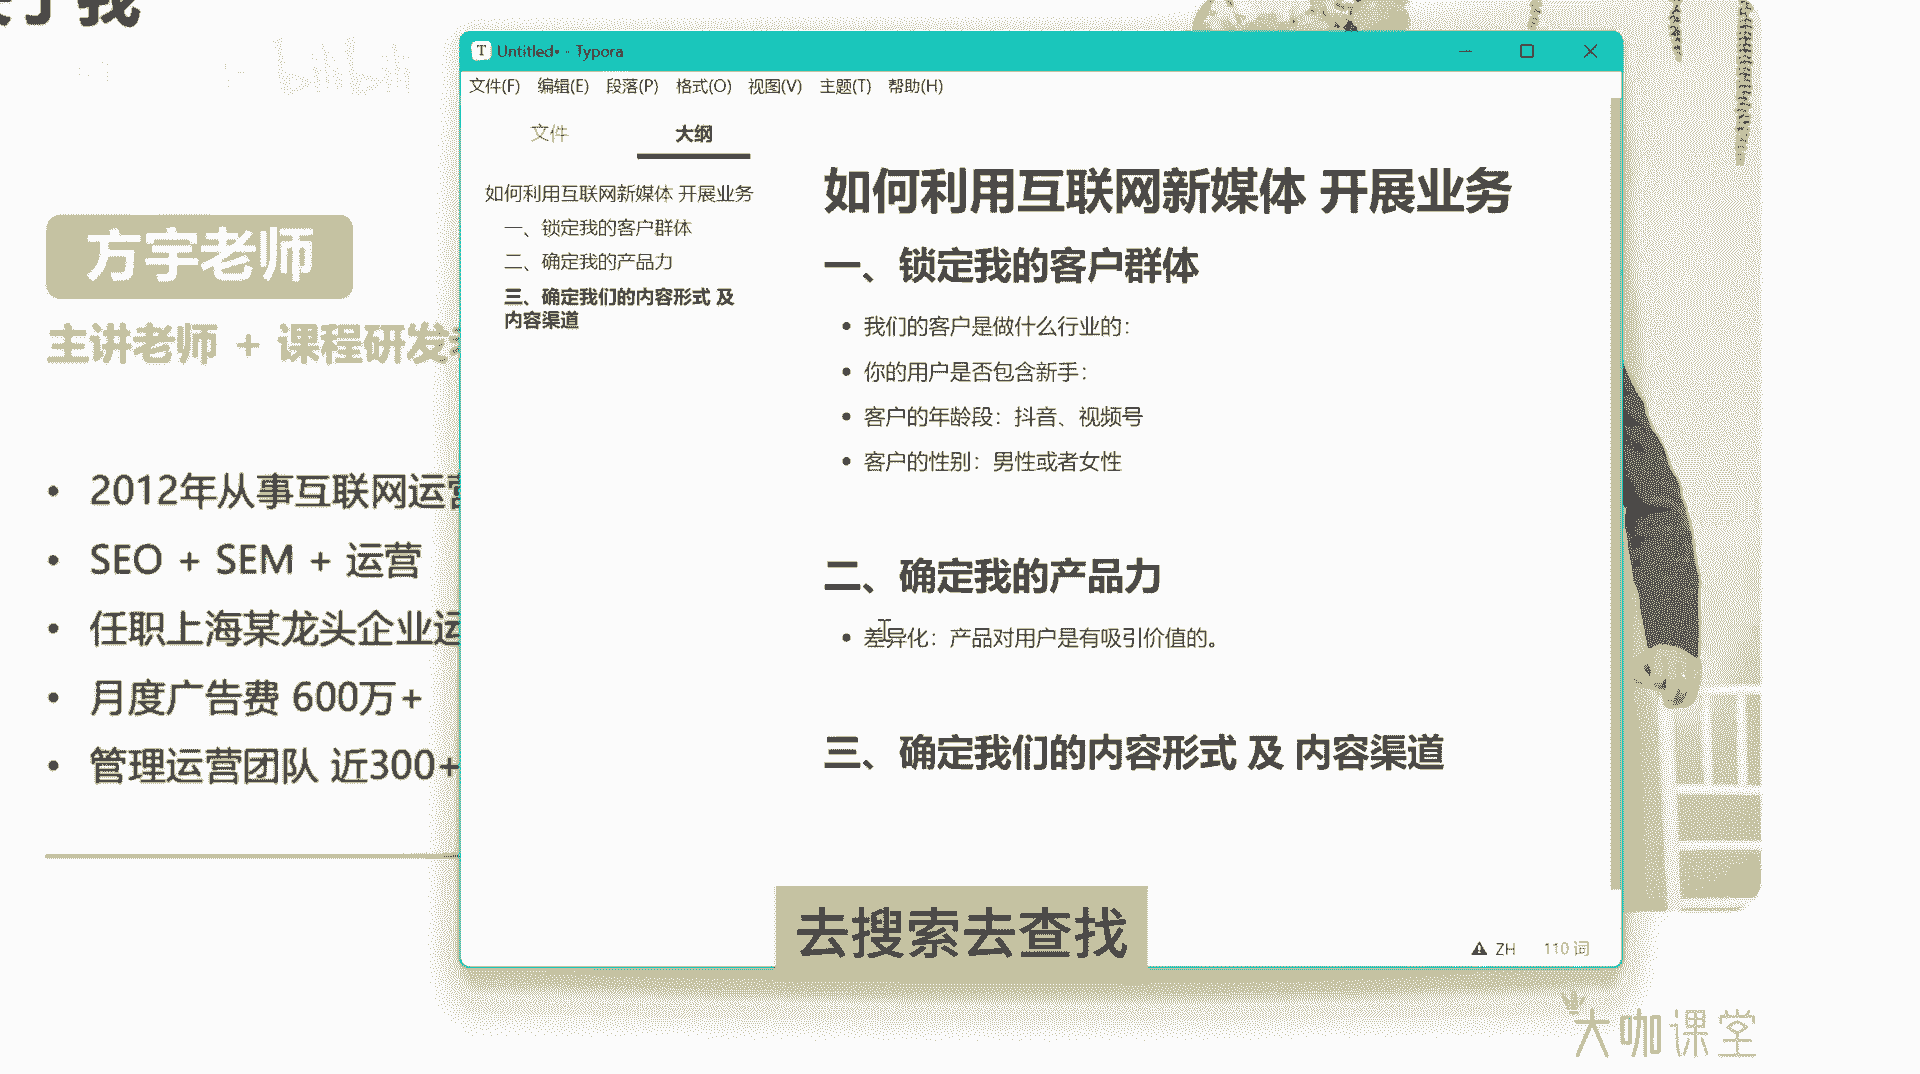 bilibili
方宇老师
主讲老师 + 课程研发
2012年从事互联网运营
SEO + SEM + 运营
任职上海某龙头企业运
月度广告费 600万+
管理运营团队 近300+
T Untitled• - Typora
文件(F) 编辑(E) 段落(P) 格式(O) 视图(V) 主题(T) 帮助(H)
文件 大纲
如何利用互联网新媒体 开展业务
一、锁定我的客户群体
二、确定我的产品力
三、确定我们的内容形式 及
内容渠道
如何利用互联网新媒体 开展业务
一、锁定我的客户群体
我们的客户是做什么行业的：
你的用户是否包含新手：
客户的年龄段：抖音、视频号
客户的性别：男性或者女性
二、确定我的产品力
差异化：产品对用户是有吸引价值的。
三、确定我们的内容形式 及 内容渠道
去搜索去查找
ZH 110 词
大咖课堂